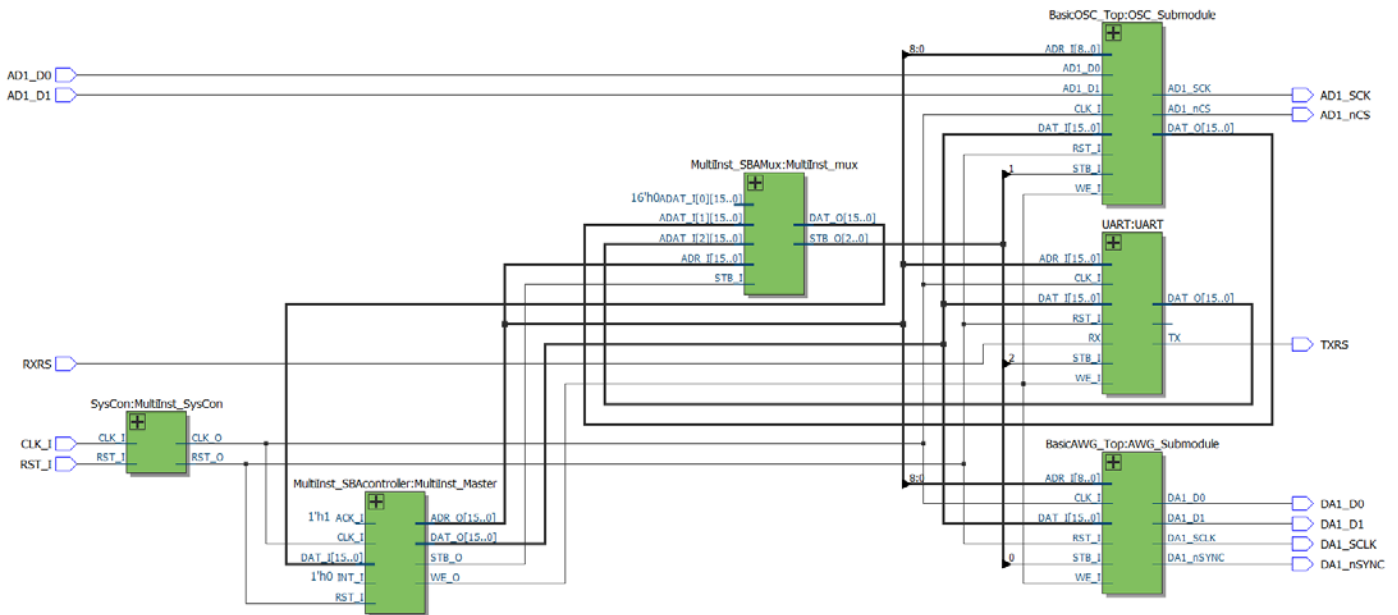 BasicOSC_Top:OSC_Submodule
8:0
ADR_I[8..0]
AD1_D0
AD1_D0
AD1_D1
AD1_D1
AD1_SCK
AD1_SCK
CLK_I
AD1_nCS
AD1_nCS
DAT_I[15..0]
DAT_O[15..0]
RST_I
STB_I
1
WE_I
MultiInst_SBAMux:MultiInst_mux
16'h0
ADAT_I[0][15..0]
ADAT_I[1][15..0]
DAT_O[15..0]
ADAT_I[2][15..0]
STB_O[2..0]
ADR_I[15..0]
STB_I
UART:UART
ADR_I[15..0]
CLK_I
DAT_I[15..0]
DAT_O[15..0]
RST_I
RX
TX
TXRS
STB_I
2
WE_I
RXRS
SysCon:MultiInst_SysCon
CLK_I
CLK_I
CLK_O
RST_I
RST_I
RST_O
BasicAWG_Top:AWG_Submodule
8:0
ADR_I[8..0]
CLK_I
DA1_D0
DA1_D0
DAT_I[15..0]
DA1_D1
DA1_D1
RST_I
DA1_SCLK
DA1_SCLK
0
STB_I
DA1_nSYNC
DA1_nSYNC
WE_I
MultiInst_SBAcontroller:MultiInst_Master
1'h1
ACK_I
ADR_O[15..0]
CLK_I
DAT_O[15..0]
DAT_I[15..0]
STB_O
1'h0
INT_I
WE_O
RST_I